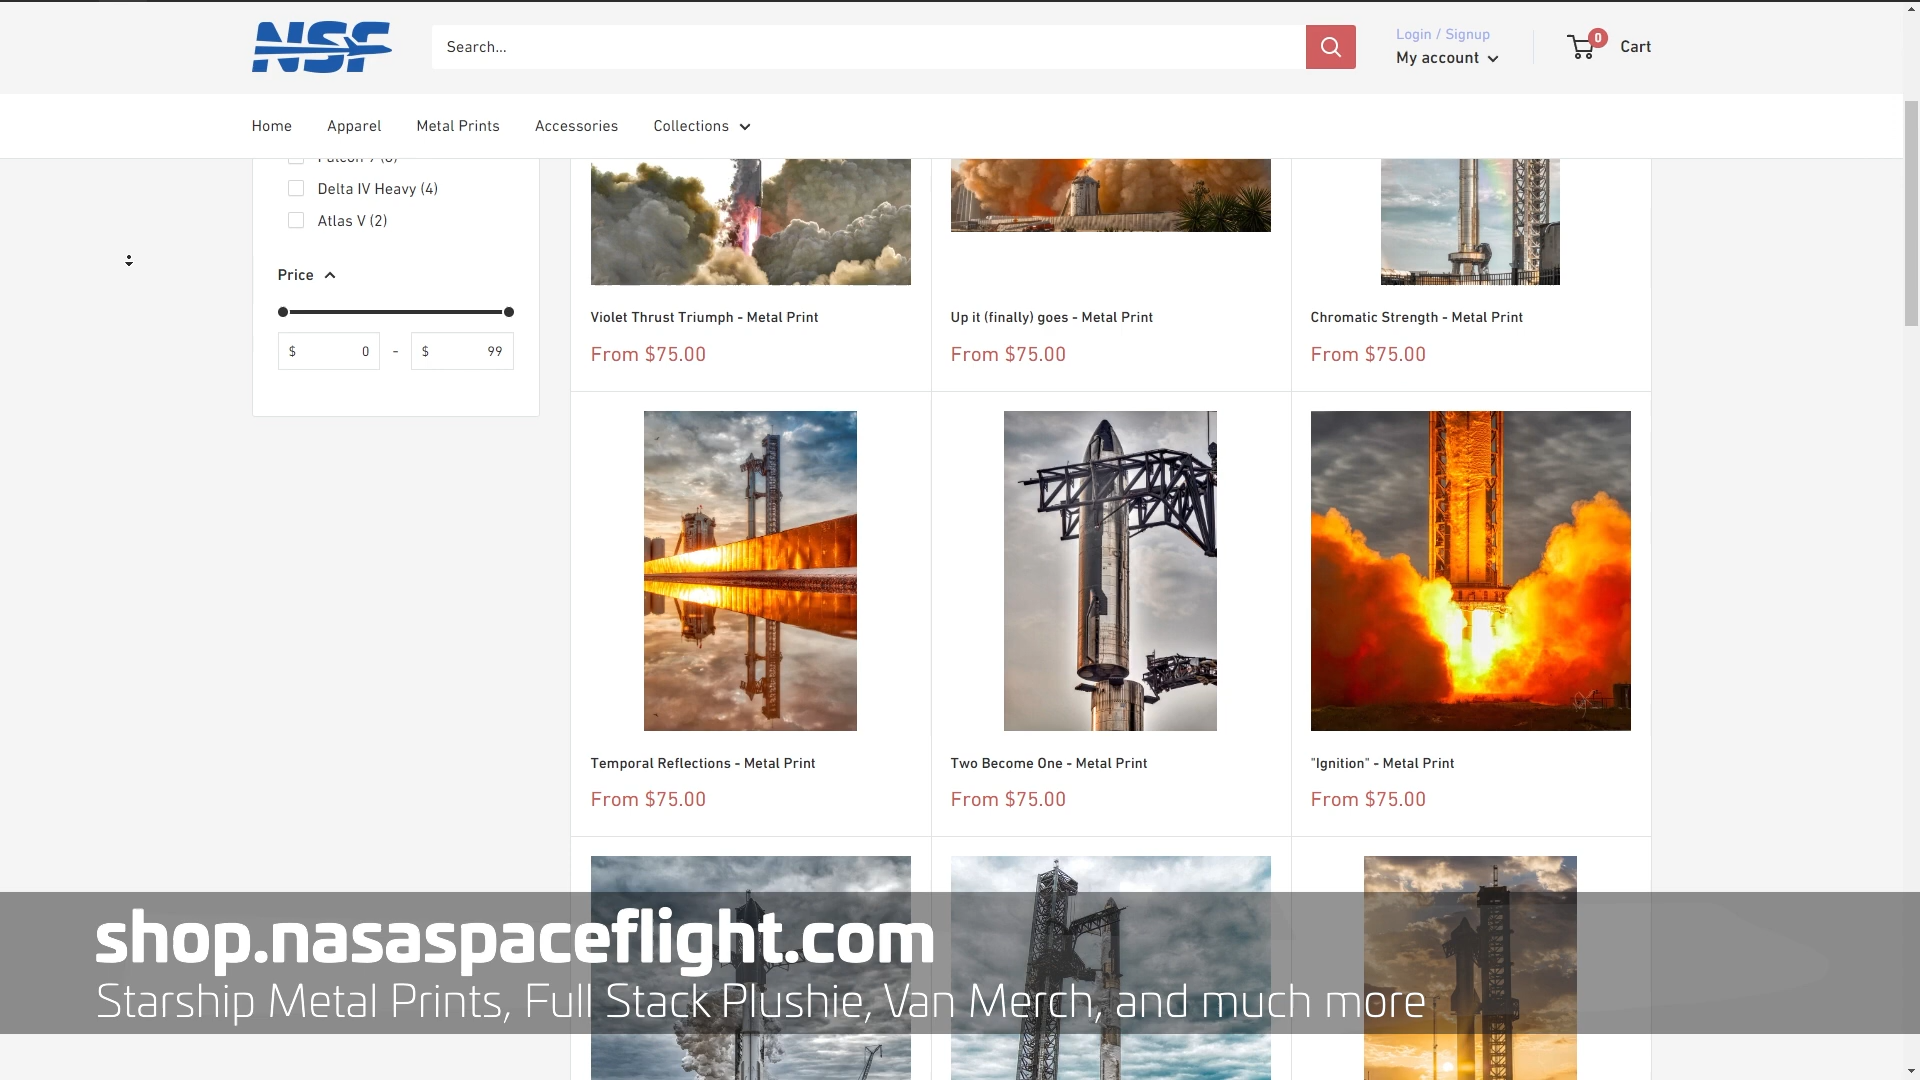 NSF
Search...
Login / Signup
My account
0
Cart
Home
Apparel
Metal Prints
Accessories
Collections
Delta IV Heavy (4)
Atlas V (2)
Price
$ 0 - $ 99
Violet Thrust Triumph - Metal Print
From $75.00
Up it (finally) goes - Metal Print
From $75.00
Chromatic Strength - Metal Print
From $75.00
Temporal Reflections - Metal Print
From $75.00
Two Become One - Metal Print
From $75.00
"Ignition" - Metal Print
From $75.00
shop.nasaspaceflight.com
Starship Metal Prints, Full Stack Plushie, Van Merch, and much more